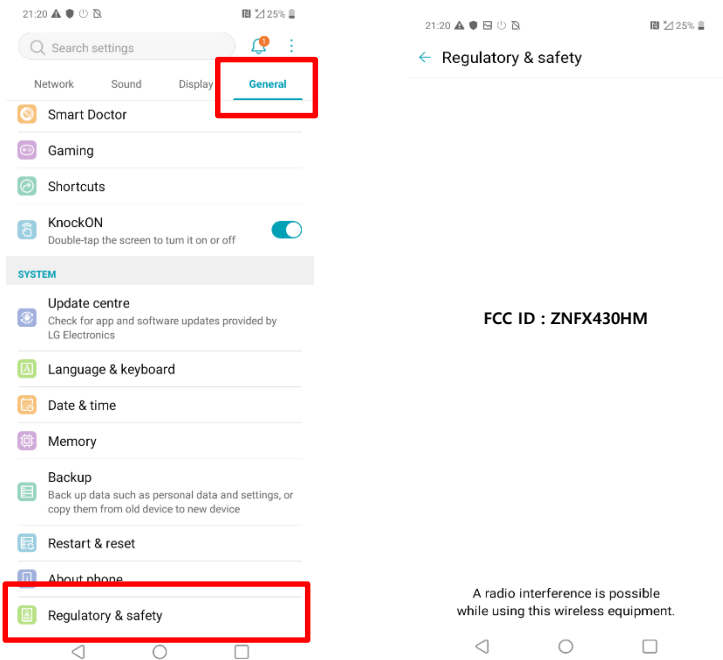 21:20 25%
Search settings
Network Sound Display General
Smart Doctor
Gaming
Shortcuts
KnockON
Double-tap the screen to turn it on or off
SYSTEM
Update centre
Check for app and software updates provided by
LG Electronics
Language & keyboard
Date & time
Memory
Backup
Back up data such as personal data and settings, or
copy them from old device to new device
Restart & reset
About phone
Regulatory & safety
21:20 25%
Regulatory & safety
FCC ID : ZNFX430HM
A radio interference is possible
while using this wireless equipment.